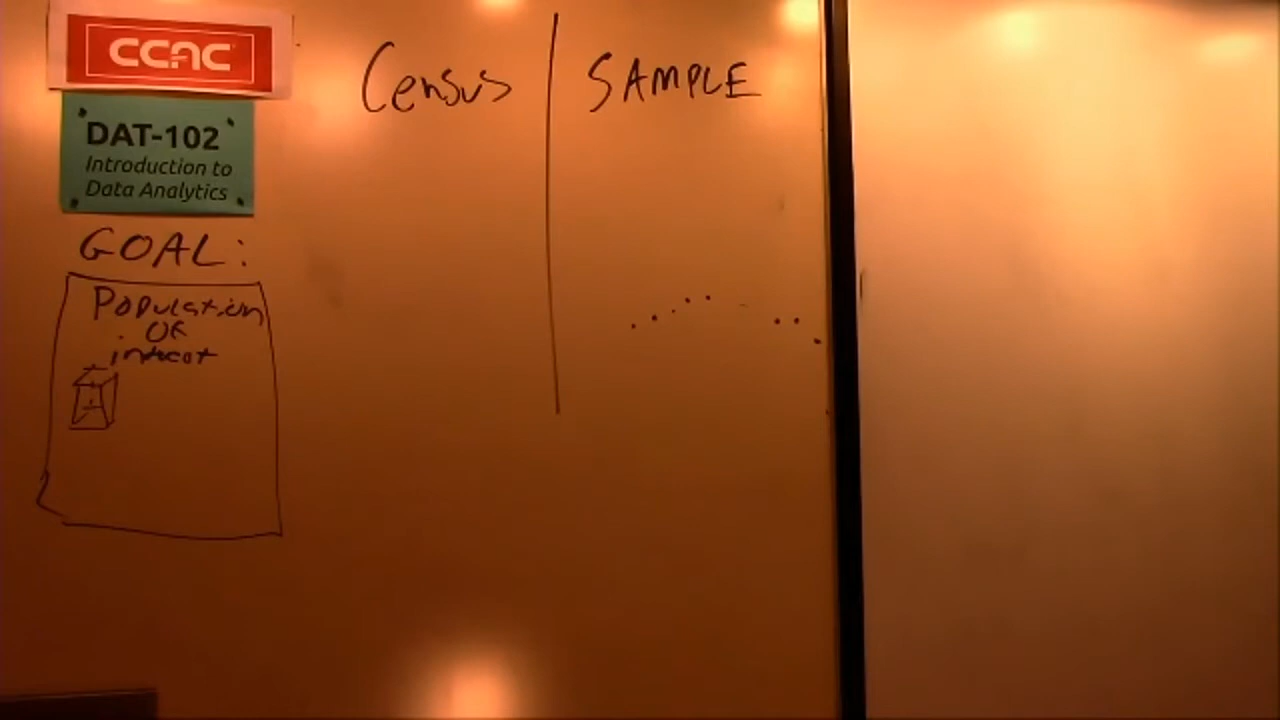 CCAC
DAT-102
Introduction to
Data Analytics
GOAL:
Population
OF
interest
Census
SAMPLE